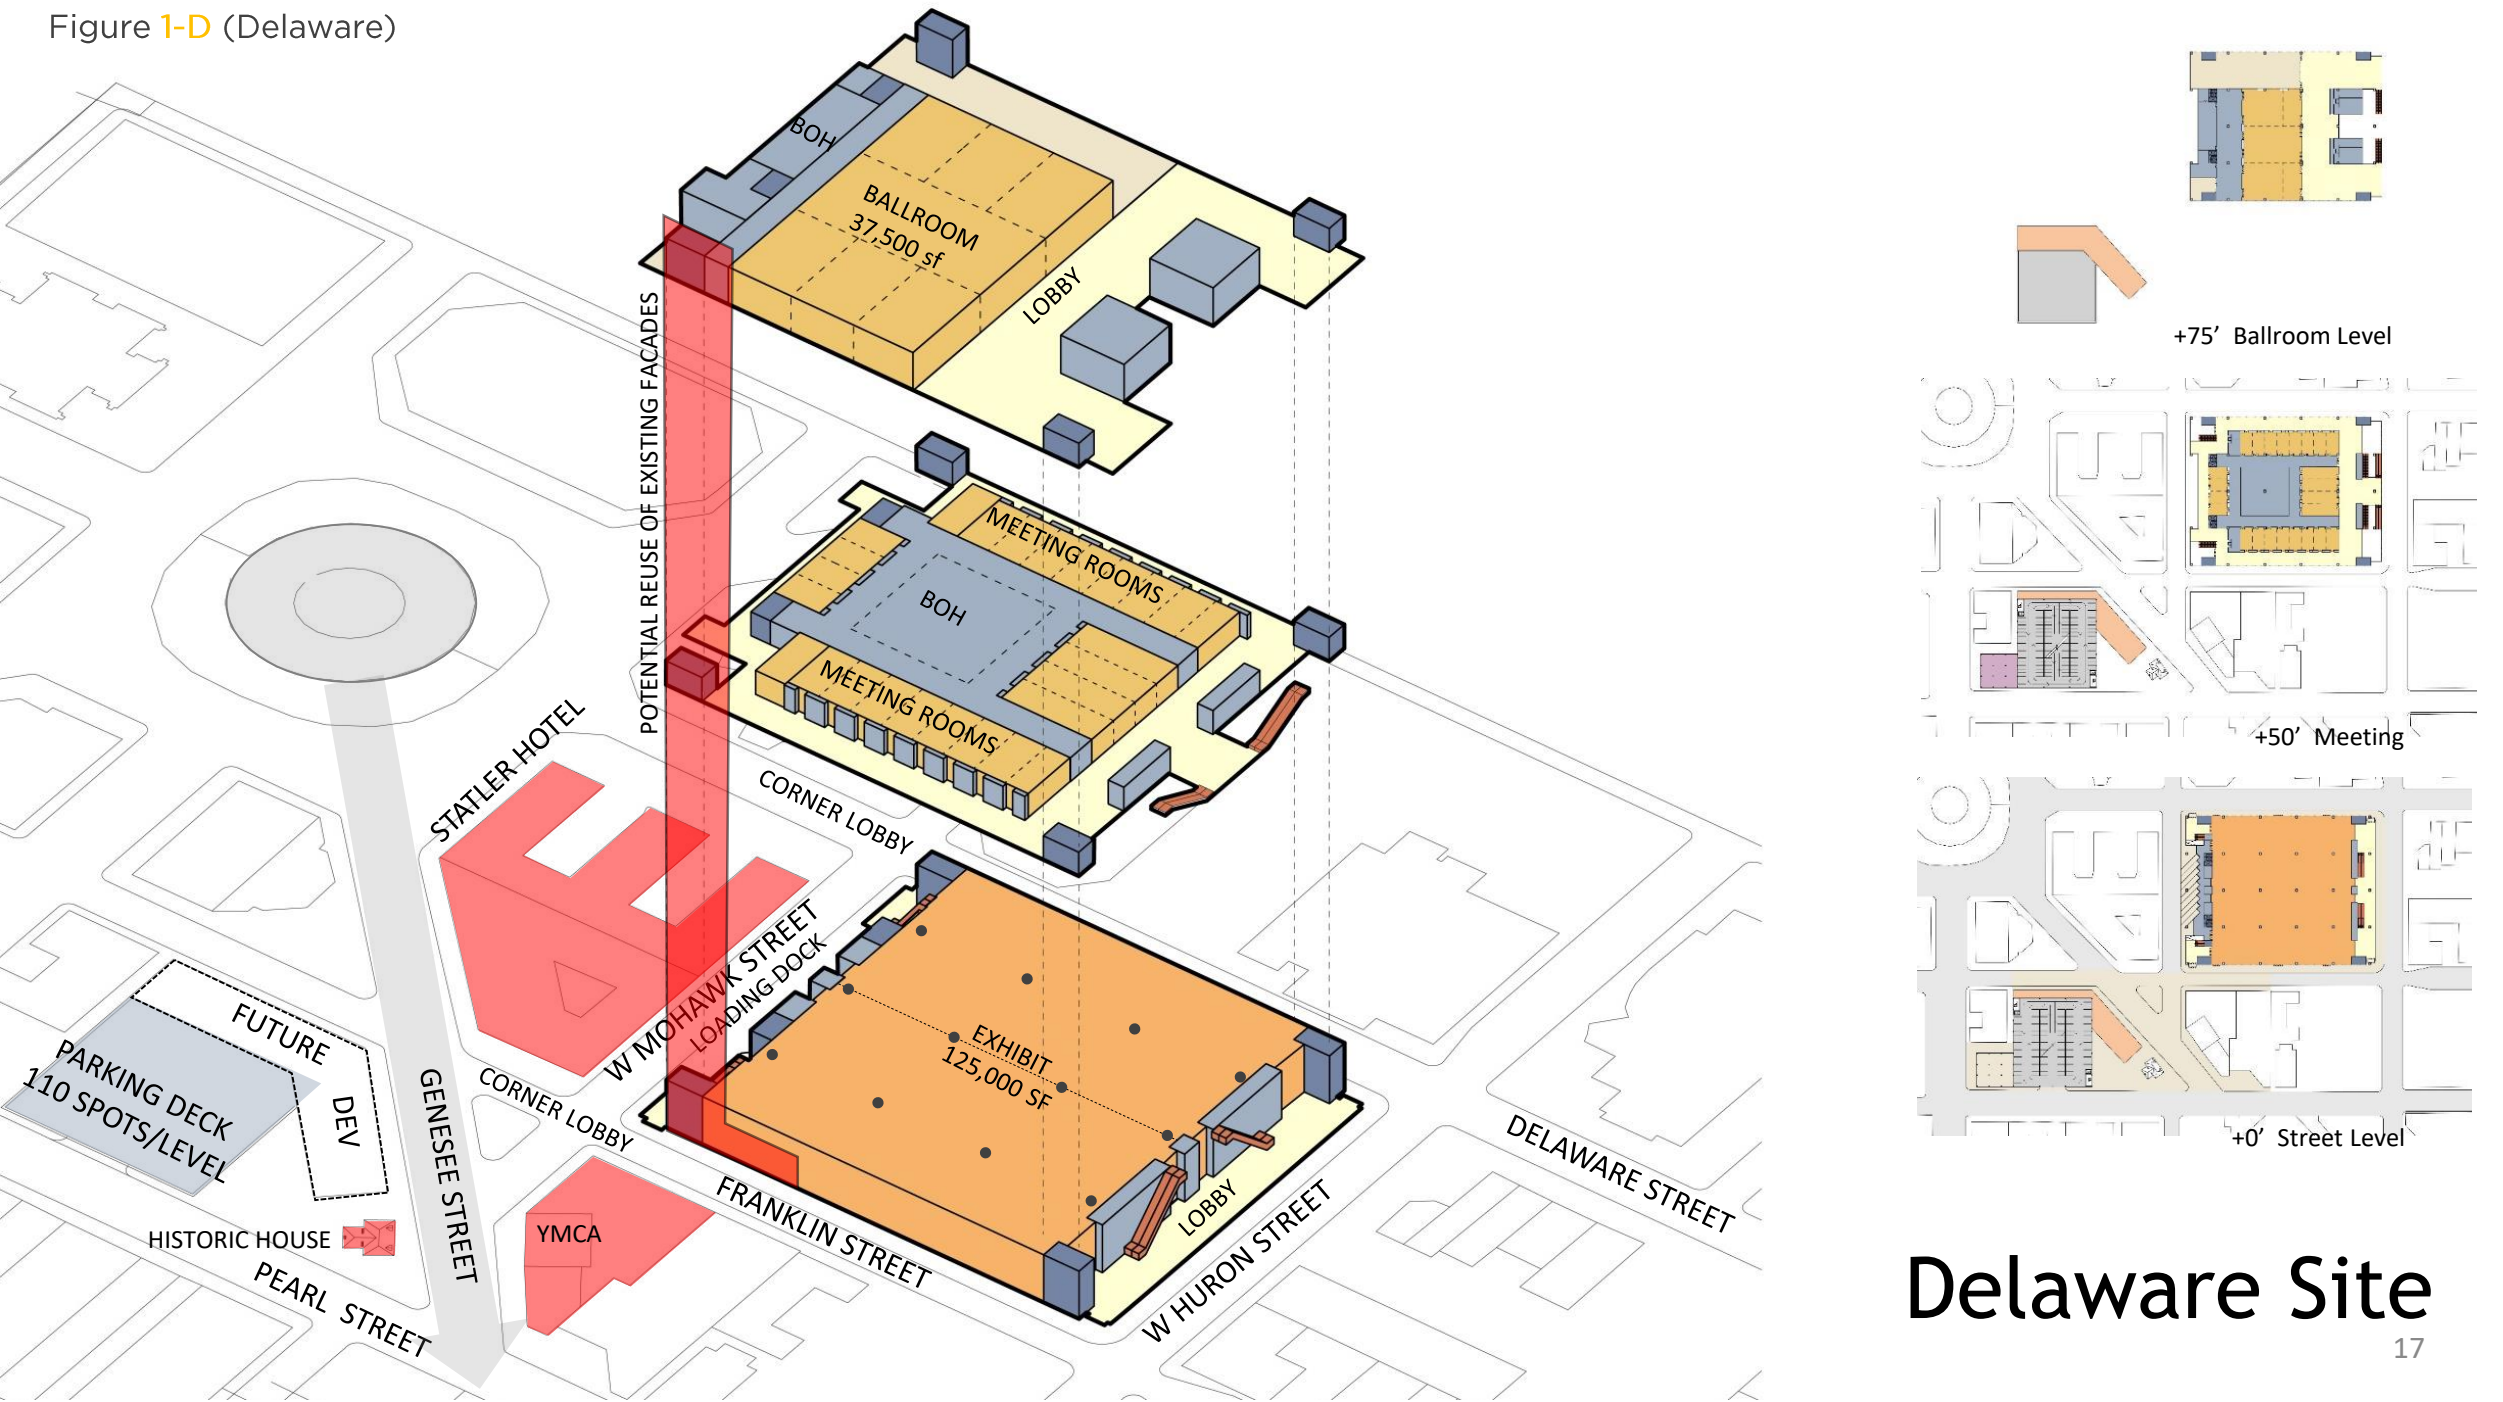 Figure 1-D (Delaware)
BOH
BALLROOM
37,500 sf
LOBBY
POTENTIAL REUSE OF EXISTING FACADES
MEETING ROOMS
BOH
MEETING ROOMS
CORNER LOBBY
STATLER HOTEL
W MOHAWK STREET
LOADING DOCK
EXHIBIT
125,000 SF
FUTURE
DEV
PARKING DECK
110 SPOTS/LEVEL
GENESEE STREET
CORNER LOBBY
HISTORIC HOUSE
YMCA
PEARL STREET
FRANKLIN STREET
LOBBY
W HURON STREET
DELAWARE STREET
+75’ Ballroom Level
+50’ Meeting
+0’ Street Level
Delaware Site
17